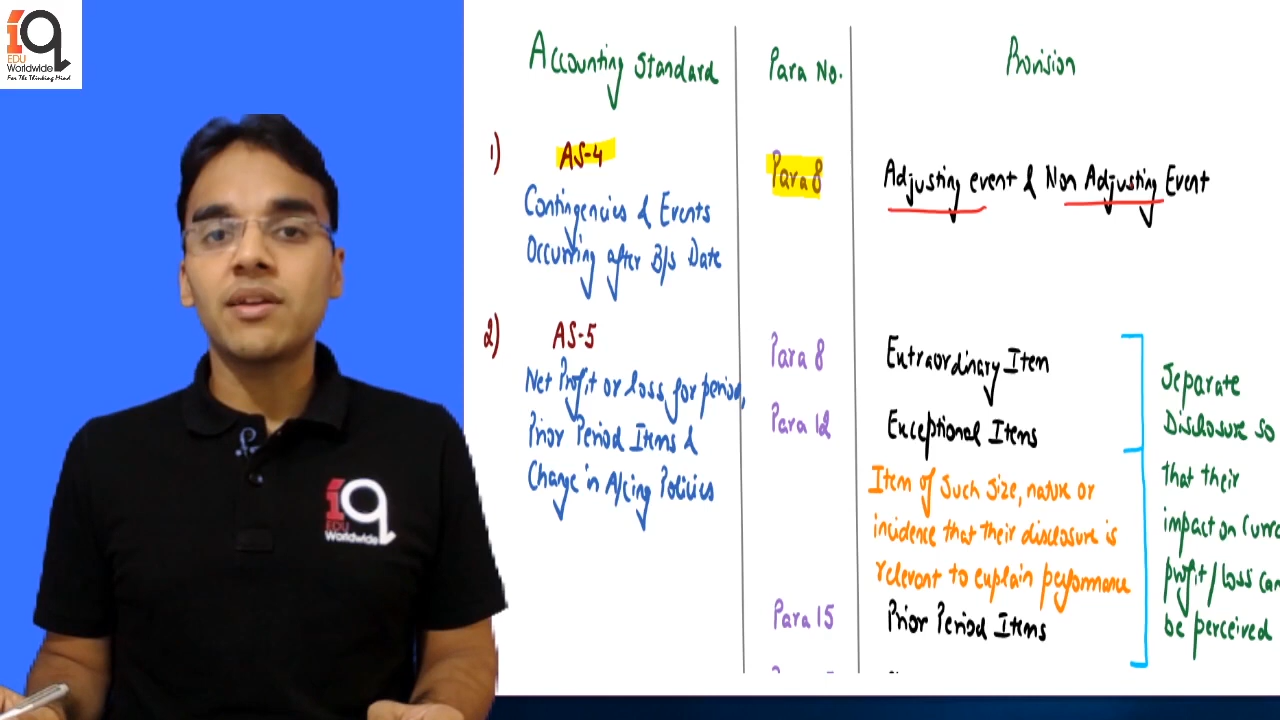 iq
EDU
Worldwide
For The Thinking Mind
Accounting Standard
Para No.
Provision
1)
AS-4
Para 8
Adjusting event & Non Adjusting Event
Contingencies & Events
Occurring after B/s Date
2)
AS-5
Para 8
Extraordinary Item
Net Profit or loss for period,
Prior Period Items &
Change in A/cing Policies
Para 12
Exceptional Items
Item of Such Size, nature or
incidence that their disclosure is
relevent to explain performance
Para 15
Prior Period Items
Separate
Disclosure so
that their
impact on Curr
profit/loss can
be perceived
iq
EDU
Worldwide